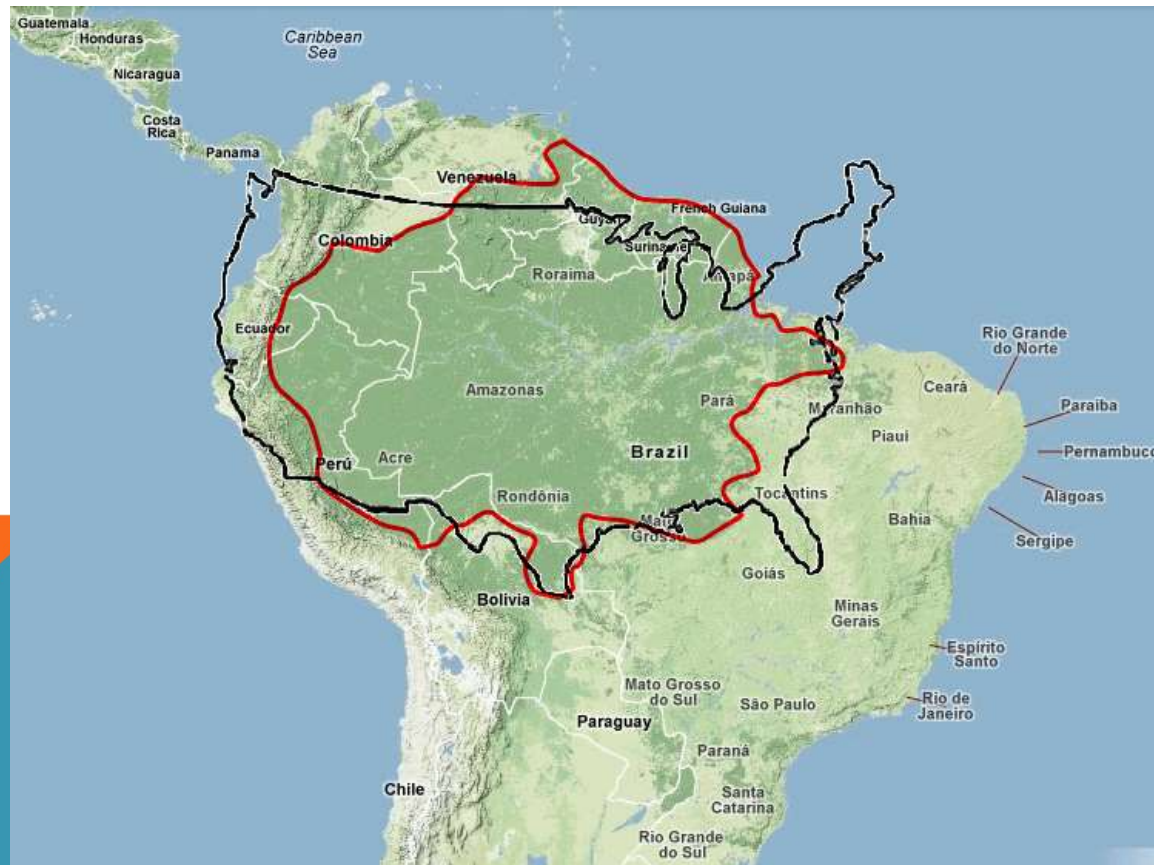 Guatemala
Honduras
Nicaragua
Costa
Rica
Panama
Caribbean
Sea
Venezuela
Colombia
Guyan
Suriname
French Guiana
Roraima
Amapá
Ecuador
Amazonas
Pará
Maranhão
Ceará
Rio Grande
do Norte
Paraiba
Piauí
Pernambuco
Perú
Acre
Brazil
Rondônia
Tocantins
Alagoas
Mato
Grosso
Bahia
Sergipe
Goiás
Bolivia
Minas
Gerais
Espírito
Santo
Mato Grosso
do Sul
São Paulo
Rio de
Janeiro
Paraguay
Paraná
Chile
Santa
Catarina
Rio Grande
do Sul